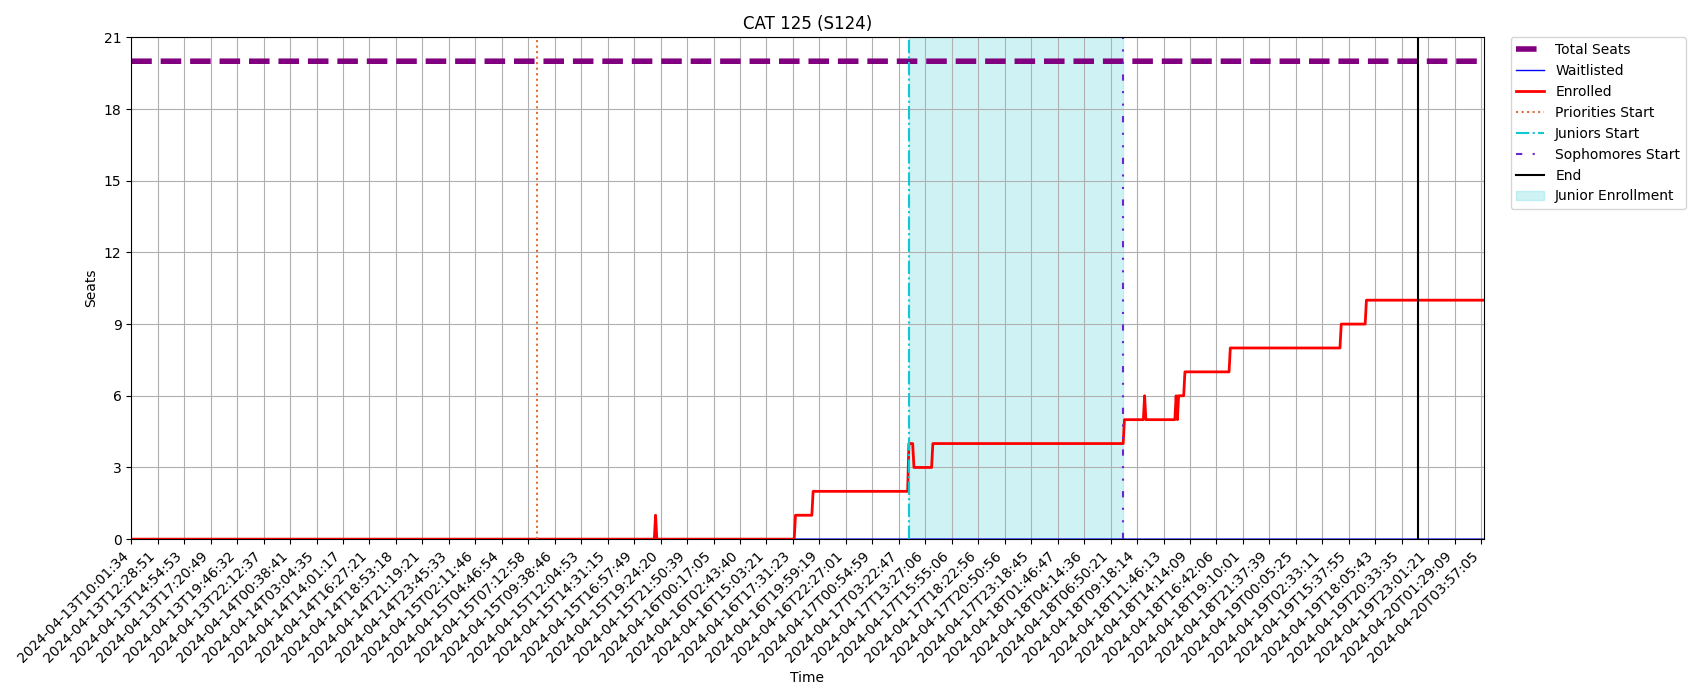 CAT 125 (S124)
21
18
15
12
9
6
3
0
Seats
Total Seats
Waitlisted
Enrolled
Priorities Start
Juniors Start
Sophomores Start
End
Junior Enrollment
2024-04-13T10:01:34
2024-04-13T12:28:51
2024-04-13T14:54:53
2024-04-13T17:20:49
2024-04-13T19:46:32
2024-04-13T22:12:37
2024-04-14T00:38:41
2024-04-14T03:04:35
2024-04-14T14:01:17
2024-04-14T16:27:21
2024-04-14T18:53:18
2024-04-14T21:19:21
2024-04-14T23:45:33
2024-04-15T02:11:46
2024-04-15T04:46:54
2024-04-15T07:12:58
2024-04-15T09:38:46
2024-04-15T12:04:53
2024-04-15T14:31:15
2024-04-15T16:57:49
2024-04-15T19:24:20
2024-04-15T21:50:39
2024-04-16T00:17:05
2024-04-16T02:43:40
2024-04-16T15:03:21
2024-04-16T17:31:23
2024-04-16T19:59:19
2024-04-16T22:27:01
2024-04-17T00:54:59
2024-04-17T03:22:47
2024-04-17T13:27:06
2024-04-17T15:55:06
2024-04-17T18:22:56
2024-04-17T20:50:56
2024-04-17T23:18:45
2024-04-18T01:46:47
2024-04-18T04:14:36
2024-04-18T06:50:21
2024-04-18T09:18:14
2024-04-18T11:46:13
2024-04-18T14:14:09
2024-04-18T16:42:06
2024-04-18T19:10:01
2024-04-18T21:37:39
2024-04-19T00:05:25
2024-04-19T02:33:11
2024-04-19T15:37:55
2024-04-19T18:05:43
2024-04-19T20:33:35
2024-04-19T23:01:21
2024-04-20T01:29:09
2024-04-20T03:57:05
Time